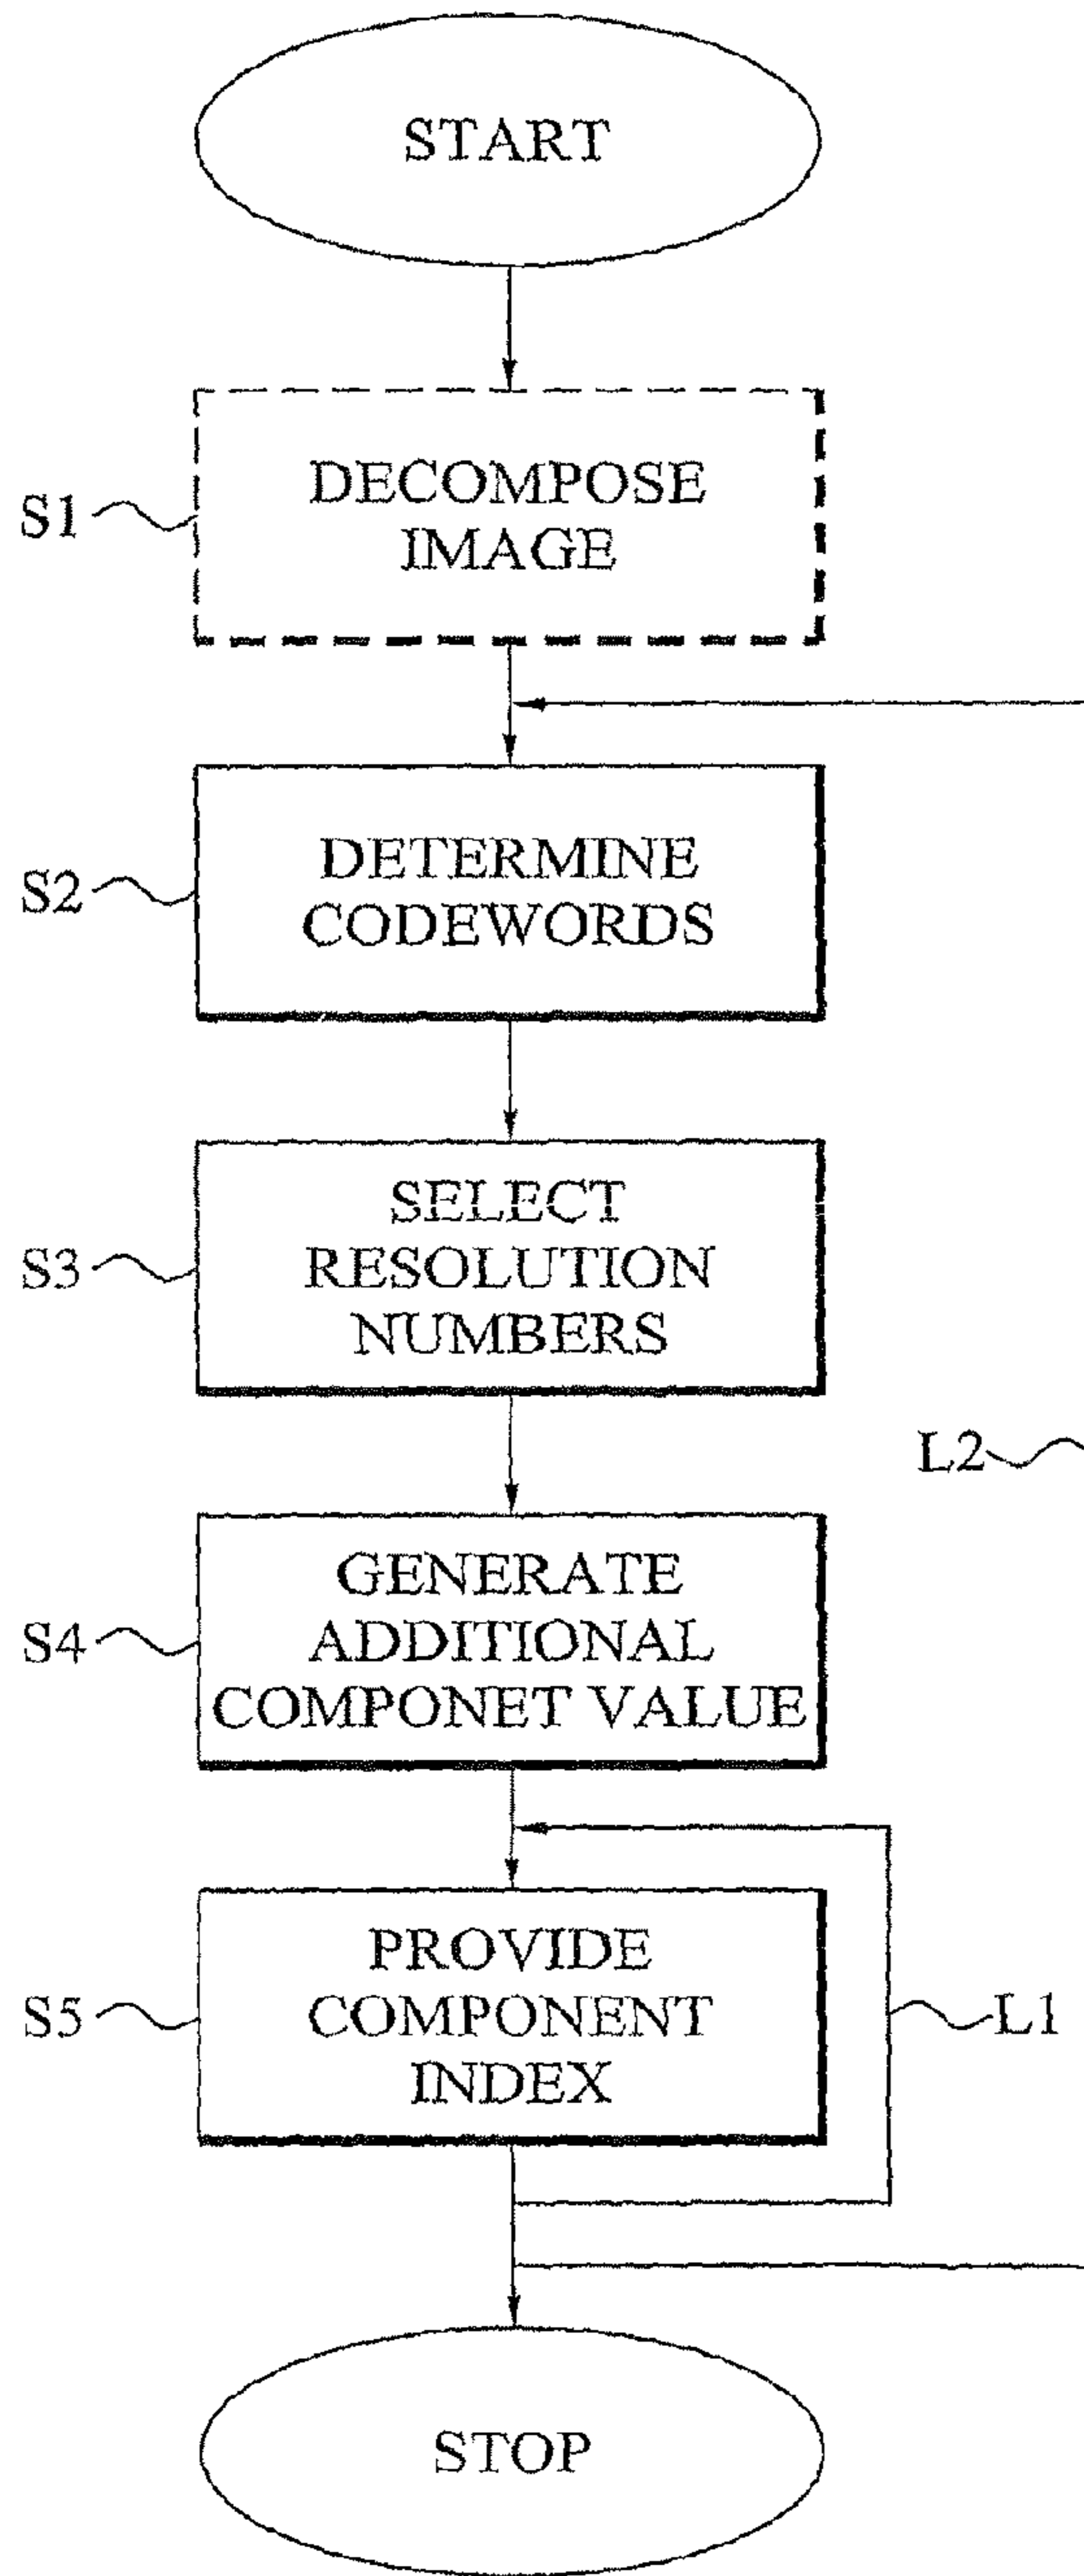 START
S1
DECOMPOSE
IMAGE
S2
DETERMINE
CODEWORDS
S3
SELECT
RESOLUTION
NUMBERS
L2
S4
GENERATE
ADDITIONAL
COMPONET VALUE
S5
PROVIDE
COMPONENT
INDEX
L1
STOP